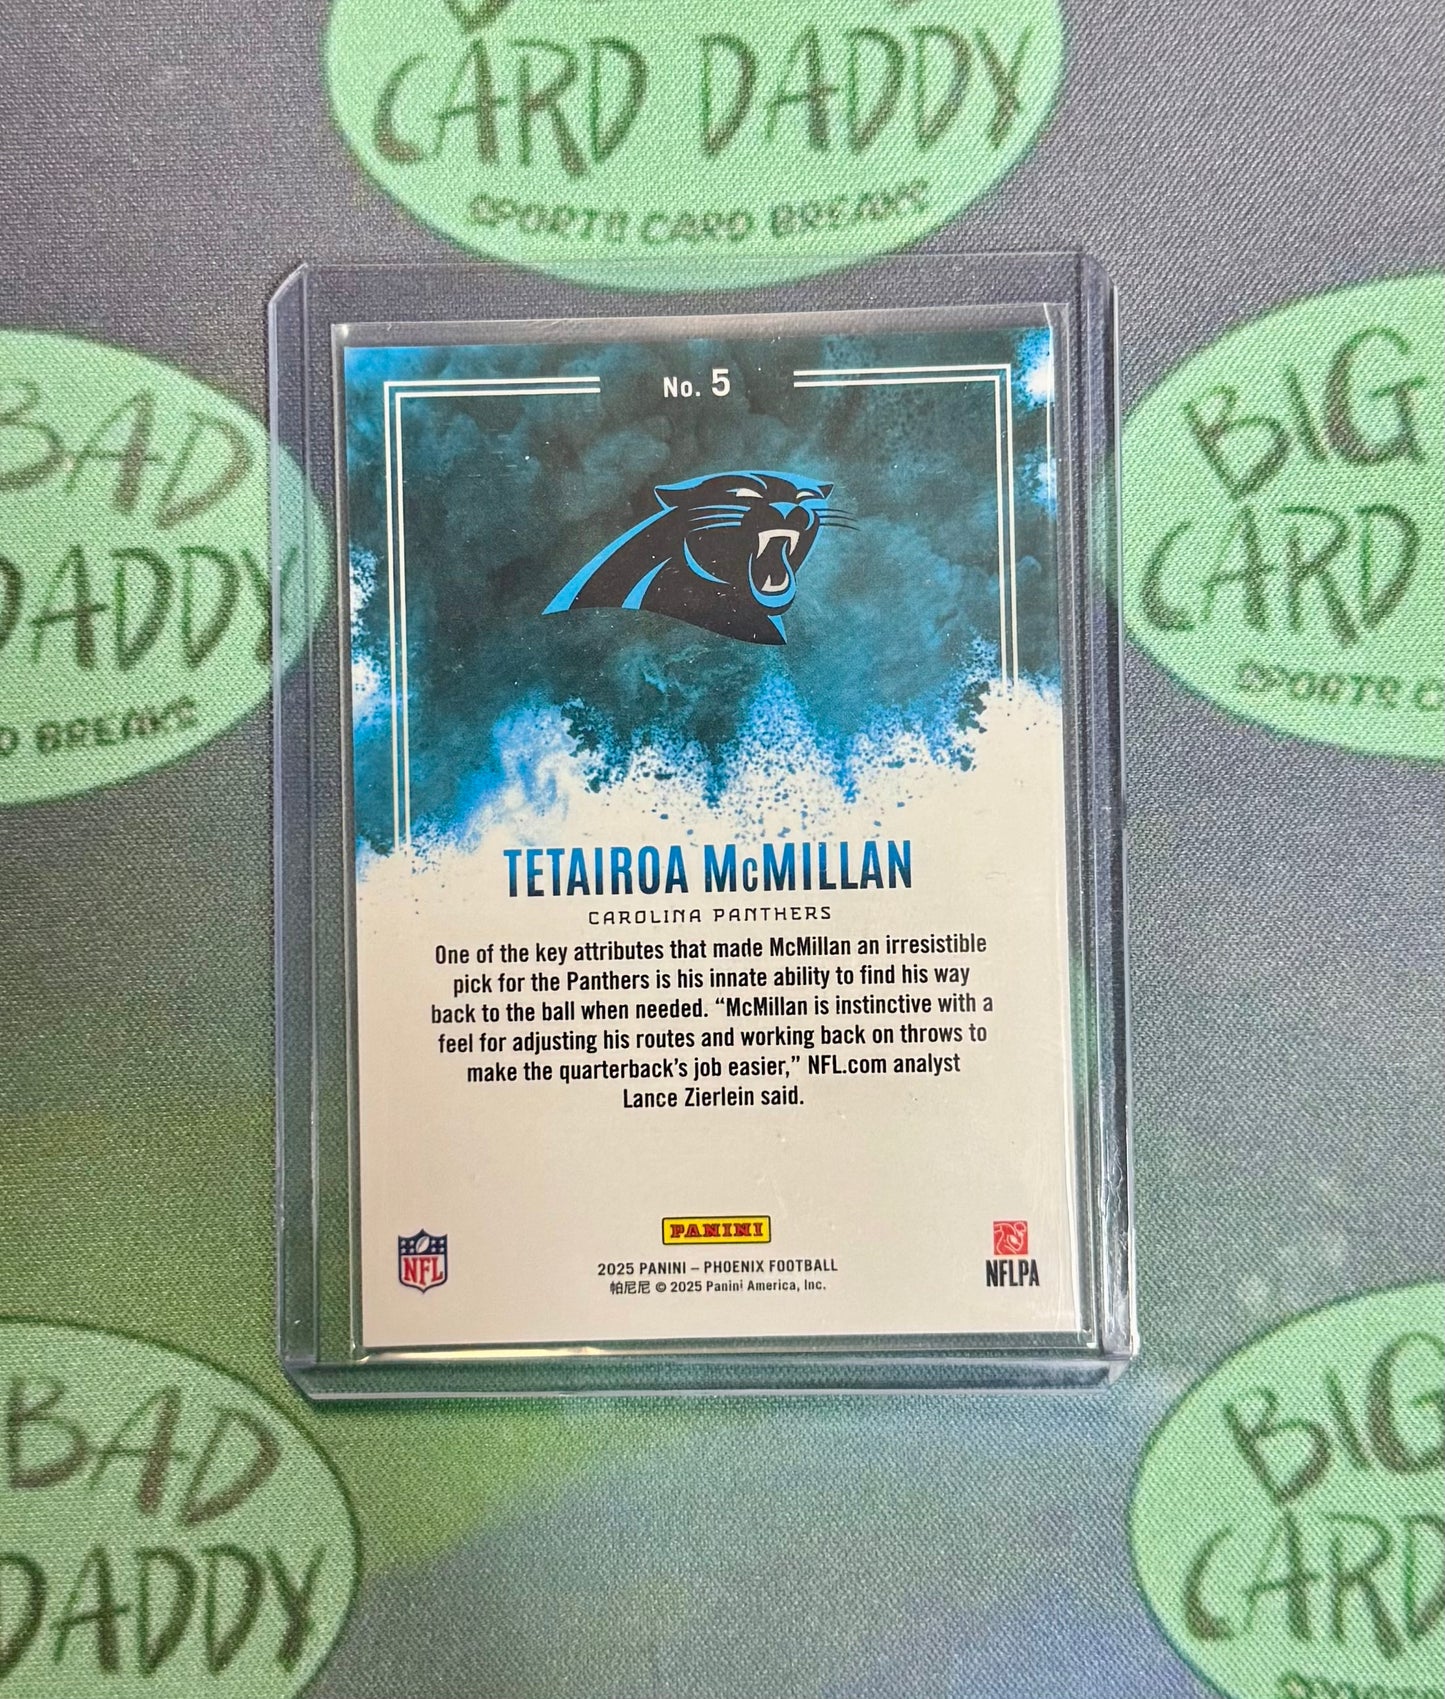 CARD DADDY
SPORTS CARD BREAKS
BAD
DADDY
BREAKS
BIG
CARD
SPORTS
No. 5
TETAIROA McMILLAN
CAROLINA PANTHERS
One of the key attributes that made McMillan an irresistible
pick for the Panthers is his innate ability to find his way
back to the ball when needed. “McMillan is instinctive with a
feel for adjusting his routes and working back on throws to
make the quarterback’s job easier,” NFL.com analyst
Lance Zierlein said.
PANINI
NFL
2025 PANINI – PHOENIX FOOTBALL
帕尼尼 © 2025 Panini America, Inc.
NFLPA
BAD
DADDY
BIG
CARD